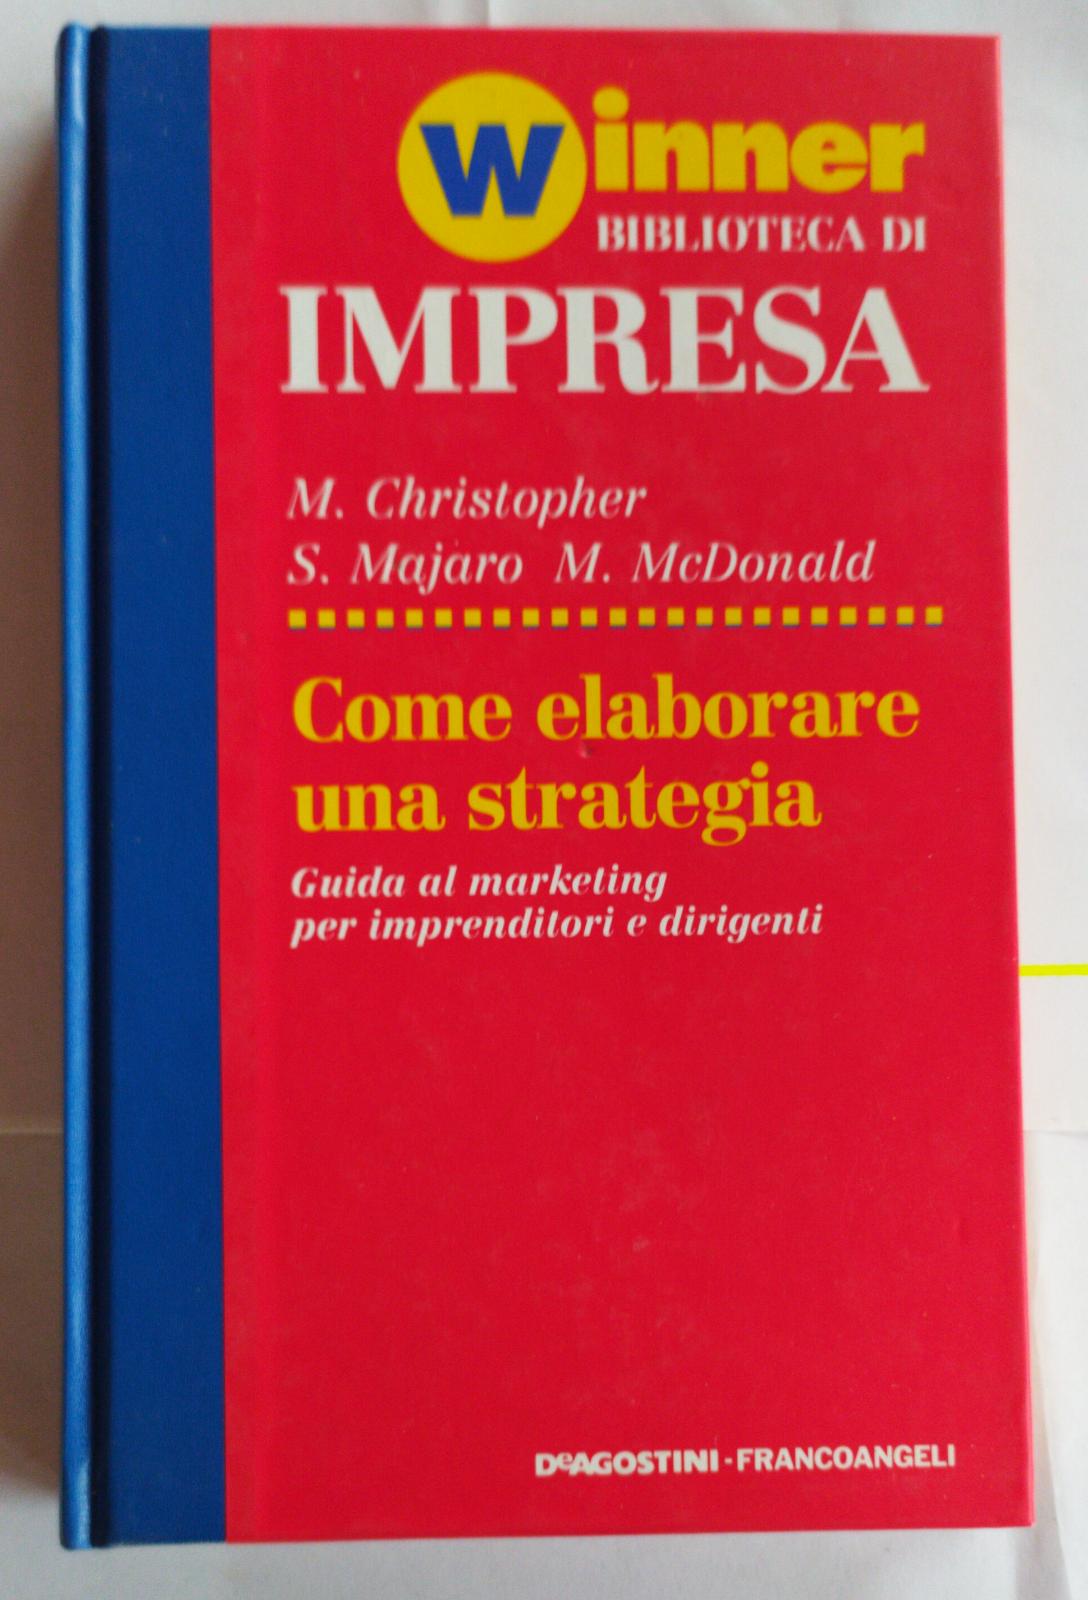 Winner
BIBLIOTECA DI
IMPRESA
M. Christopher
S. Majaro M. McDonald
Come elaborare
una strategia
Guida al marketing
per imprenditori e dirigenti
DeAGOSTINI-FRANCOANGELI